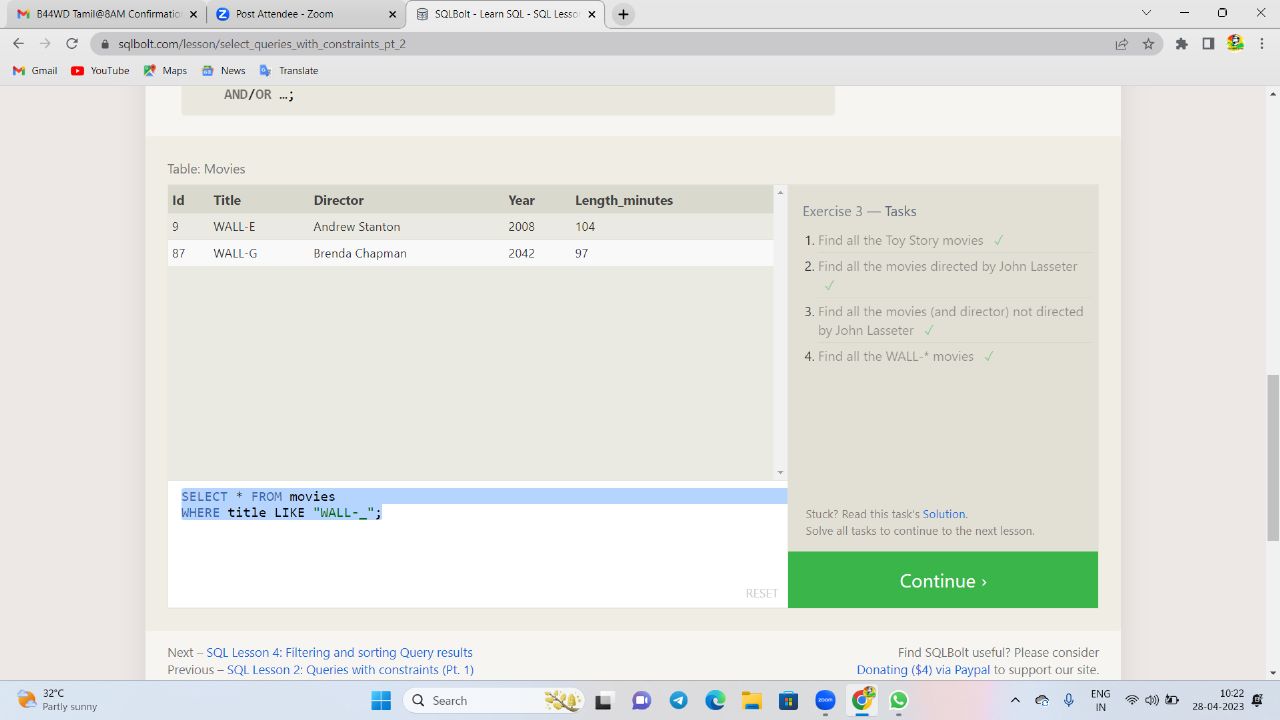 B44WD Tamil@8AM Confirmatio
Post Attendee - Zoom
SQLBolt - Learn SQL - SQL Lesso
sqlbolt.com/lesson/select_queries_with_constraints_pt_2
Gmail YouTube Maps News Translate
AND/OR …;
Table: Movies
Id Title Director Year Length_minutes
9 WALL-E Andrew Stanton 2008 104
87 WALL-G Brenda Chapman 2042 97
SELECT * FROM movies
WHERE title LIKE "WALL-_";
RESET
Exercise 3 — Tasks
1. Find all the Toy Story movies ✓
2. Find all the movies directed by John Lasseter
✓
3. Find all the movies (and director) not directed
by John Lasseter ✓
4. Find all the WALL-* movies ✓
Stuck? Read this task's Solution.
Solve all tasks to continue to the next lesson.
Continue ›
Next – SQL Lesson 4: Filtering and sorting Query results
Previous – SQL Lesson 2: Queries with constraints (Pt. 1)
Find SQLBolt useful? Please consider
Donating ($4) via Paypal to support our site.
32°C
Partly sunny
Search
zoom
ENG
IN
10:22
28-04-2023